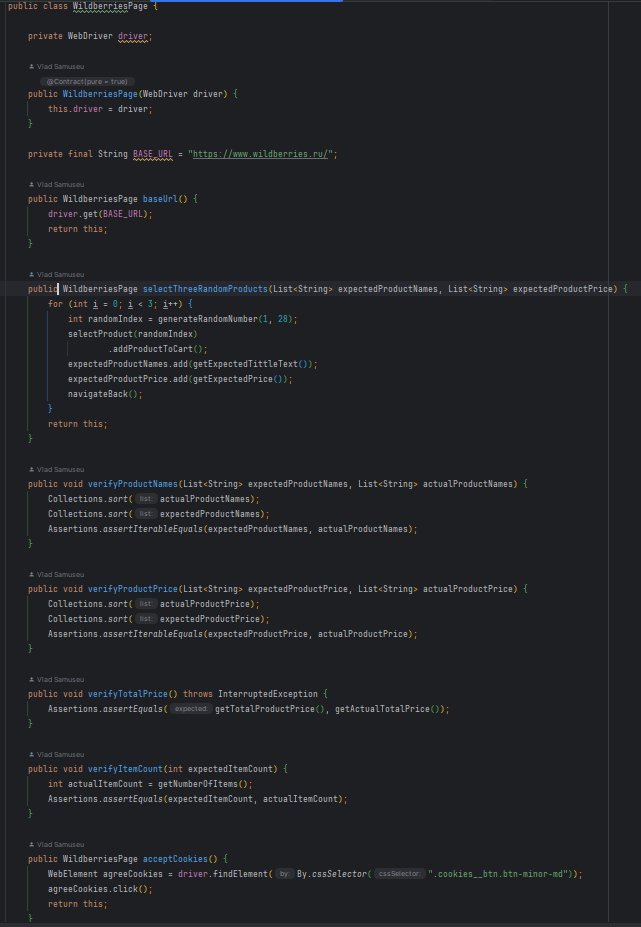 public class WildberriesPage {
private WebDriver driver;
Vlad Samuseu
@Contract(pure = true)
public WildberriesPage(WebDriver driver) {
this.driver = driver;
}
private final String BASE_URL = "https://www.wildberries.ru/";
Vlad Samuseu
public WildberriesPage baseUrl() {
driver.get(BASE_URL);
return this;
}
Vlad Samuseu
public WildberriesPage selectThreeRandomProducts(List<String> expectedProductNames, List<String> expectedProductPrice) {
for (int i = 0; i < 3; i++) {
int randomIndex = generateRandomNumber(1, 28);
selectProduct(randomIndex)
.addProductToCart();
expectedProductNames.add(getExpectedTittleText());
expectedProductPrice.add(getExpectedPrice());
navigateBack();
}
return this;
}
Vlad Samuseu
public void verifyProductNames(List<String> expectedProductNames, List<String> actualProductNames) {
Collections.sort( list: actualProductNames);
Collections.sort( list: expectedProductNames);
Assertions.assertIterableEquals(expectedProductNames, actualProductNames);
}
Vlad Samuseu
public void verifyProductPrice(List<String> expectedProductPrice, List<String> actualProductPrice) {
Collections.sort( list: actualProductPrice);
Collections.sort( list: expectedProductPrice);
Assertions.assertIterableEquals(expectedProductPrice, actualProductPrice);
}
Vlad Samuseu
public void verifyTotalPrice() throws InterruptedException {
Assertions.assertEquals( expected: getTotalProductPrice(), getActualTotalPrice());
}
Vlad Samuseu
public void verifyItemCount(int expectedItemCount) {
int actualItemCount = getNumberOfItems();
Assertions.assertEquals(expectedItemCount, actualItemCount);
}
Vlad Samuseu
public WildberriesPage acceptCookies() {
WebElement agreeCookies = driver.findElement( by: By.cssSelector( cssSelector: ".cookies__btn.btn-minor-md"));
agreeCookies.click();
return this;
}